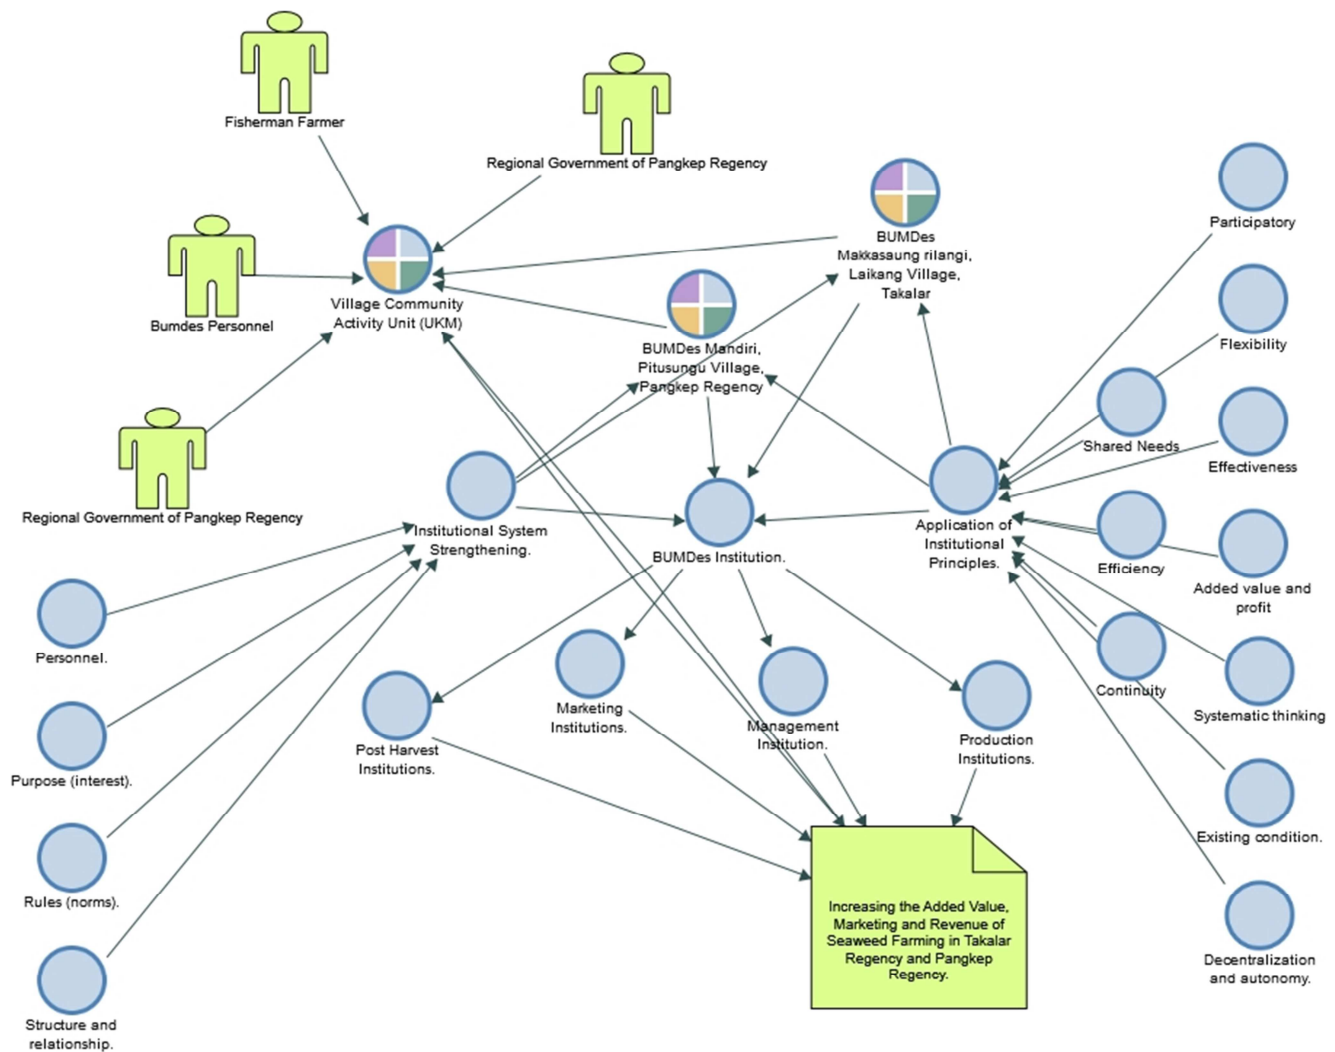 Fisherman Farmer
Regional Government of Pangkep Regency
Participatory
BUMDes
Makkasaung rilangi,
Laikang Village,
Takalar
Village Community
Activity Unit (UKM)
Bumdes Personnel
BUMDes Mandiri,
Pitusungu Village,
Pangkep Regency
Flexibility
Shared Needs
Effectiveness
Regional Government of Pangkep Regency
Institutional System
Strengthening.
BUMDes Institution.
Application of
Institutional
Principles.
Efficiency
Added value and
profit
Personnel.
Post Harvest
Institutions.
Marketing
Institutions.
Management
Institution.
Production
Institutions.
Continuity
Systematic thinking
Purpose (interest).
Existing condition.
Rules (norms).
Increasing the Added Value,
Marketing and Revenue of
Seaweed Farming in Takalar
Regency and Pangkep
Regency.
Decentralization
and autonomy.
Structure and
relationship.